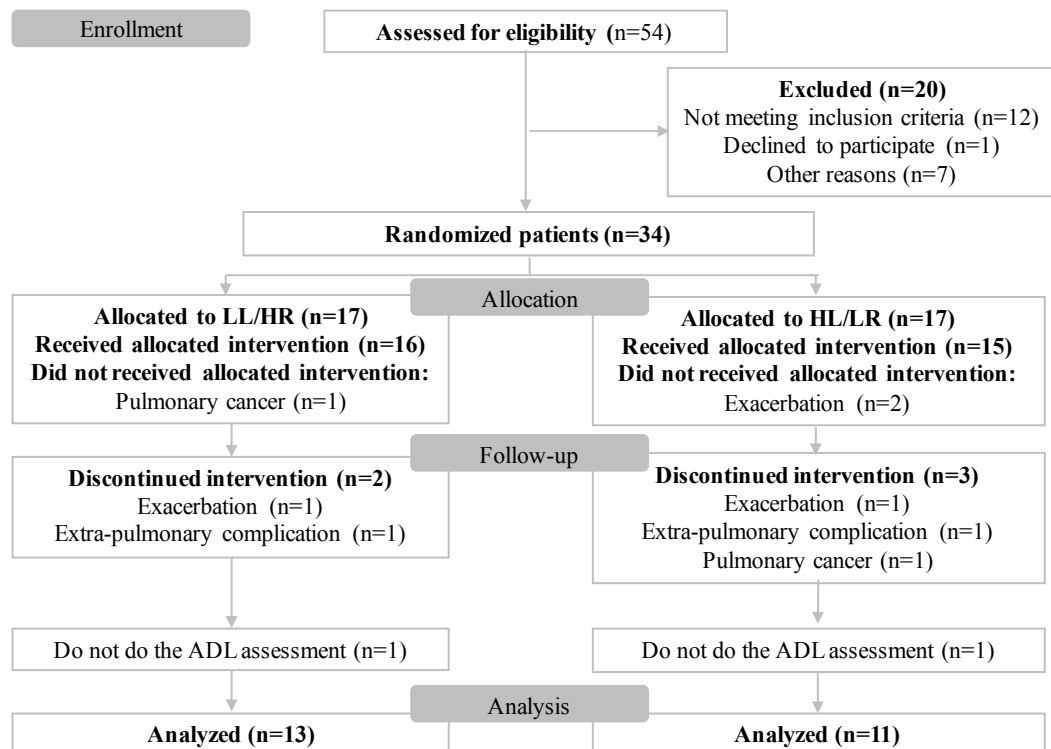 Enrollment
Assessed for eligibility (n=54)
Excluded (n=20)
Not meeting inclusion criteria (n=12)
Declined to participate (n=1)
Other reasons (n=7)
Randomized patients (n=34)
Allocation
Allocated to LL/HR (n=17)
Received allocated intervention (n=16)
Did not received allocated intervention:
Pulmonary cancer (n=1)
Allocated to HL/LR (n=17)
Received allocated intervention (n=15)
Did not received allocated intervention:
Exacerbation (n=2)
Follow-up
Discontinued intervention (n=2)
Exacerbation (n=1)
Extra-pulmonary complication (n=1)
Discontinued intervention (n=3)
Exacerbation (n=1)
Extra-pulmonary complication (n=1)
Pulmonary cancer (n=1)
Do not do the ADL assessment (n=1)
Do not do the ADL assessment (n=1)
Analysis
Analyzed (n=13)
Analyzed (n=11)